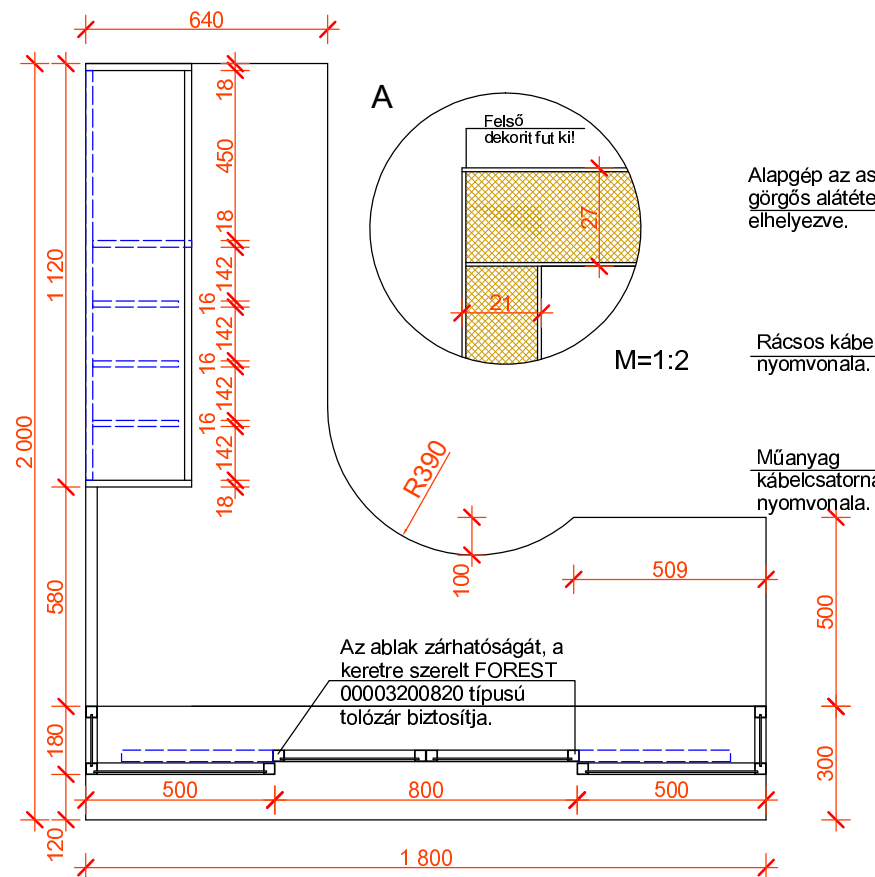 640
A
Felső
dekorit fut ki!
18
450
18
142
16
142
16
142
16
142
18
27
21
M=1:2
Alapgép az as
görgős alátéte
elhelyezve.
Rácsos kábe
nyomvonala.
Műanyag
kábelcsatorna
nyomvonala.
1 120
2 000
R390
100
509
580
500
Az ablak zárhatóságát, a
keretre szerelt FOREST
00003200820 típusú
tolózár biztosítja.
180
300
500
800
500
120
1 800